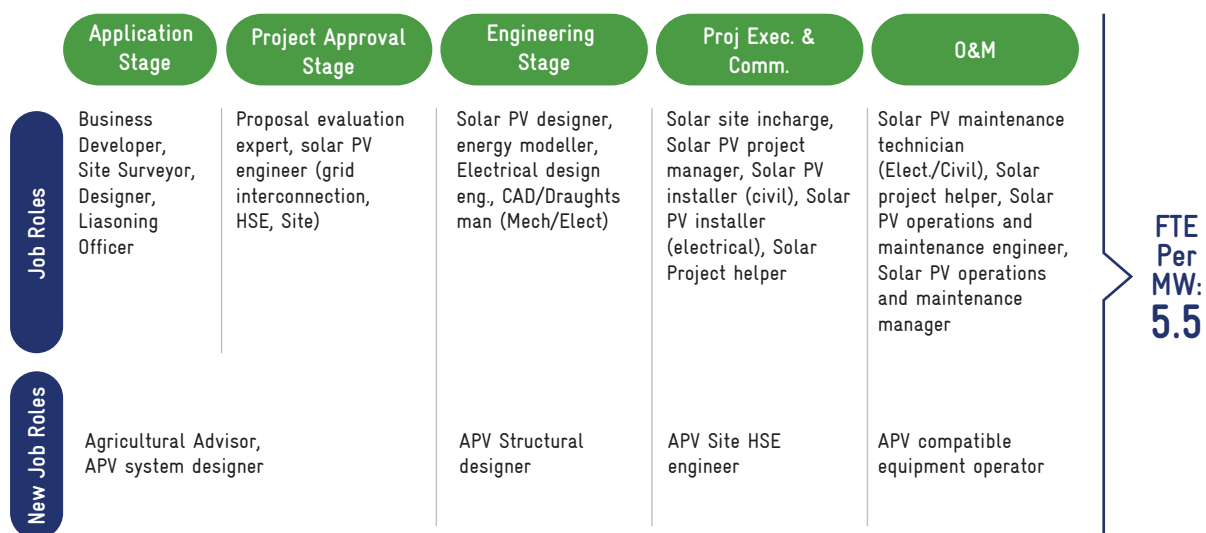 Application
Stage
Project Approval
Stage
Engineering
Stage
Proj Exec. &
Comm.
O&M
Job Roles
Business
Developer,
Site Surveyor,
Designer,
Liasoning
Officer
Proposal evaluation
expert, solar PV
engineer (grid
interconnection,
HSE, Site)
Solar PV designer,
energy modeller,
Electrical design
eng., CAD/Draughts
man (Mech/Elect)
Solar site incharge,
Solar PV project
manager, Solar PV
installer (civil), Solar
PV installer
(electrical), Solar
Project helper
Solar PV maintenance
technician
(Elect./Civil), Solar
project helper, Solar
PV operations and
maintenance engineer,
Solar PV operations
and maintenance
manager
New Job Roles
Agricultural Advisor,
APV system designer
APV Structural
designer
APV Site HSE
engineer
APV compatible
equipment operator
FTE
Per
MW:
5.5